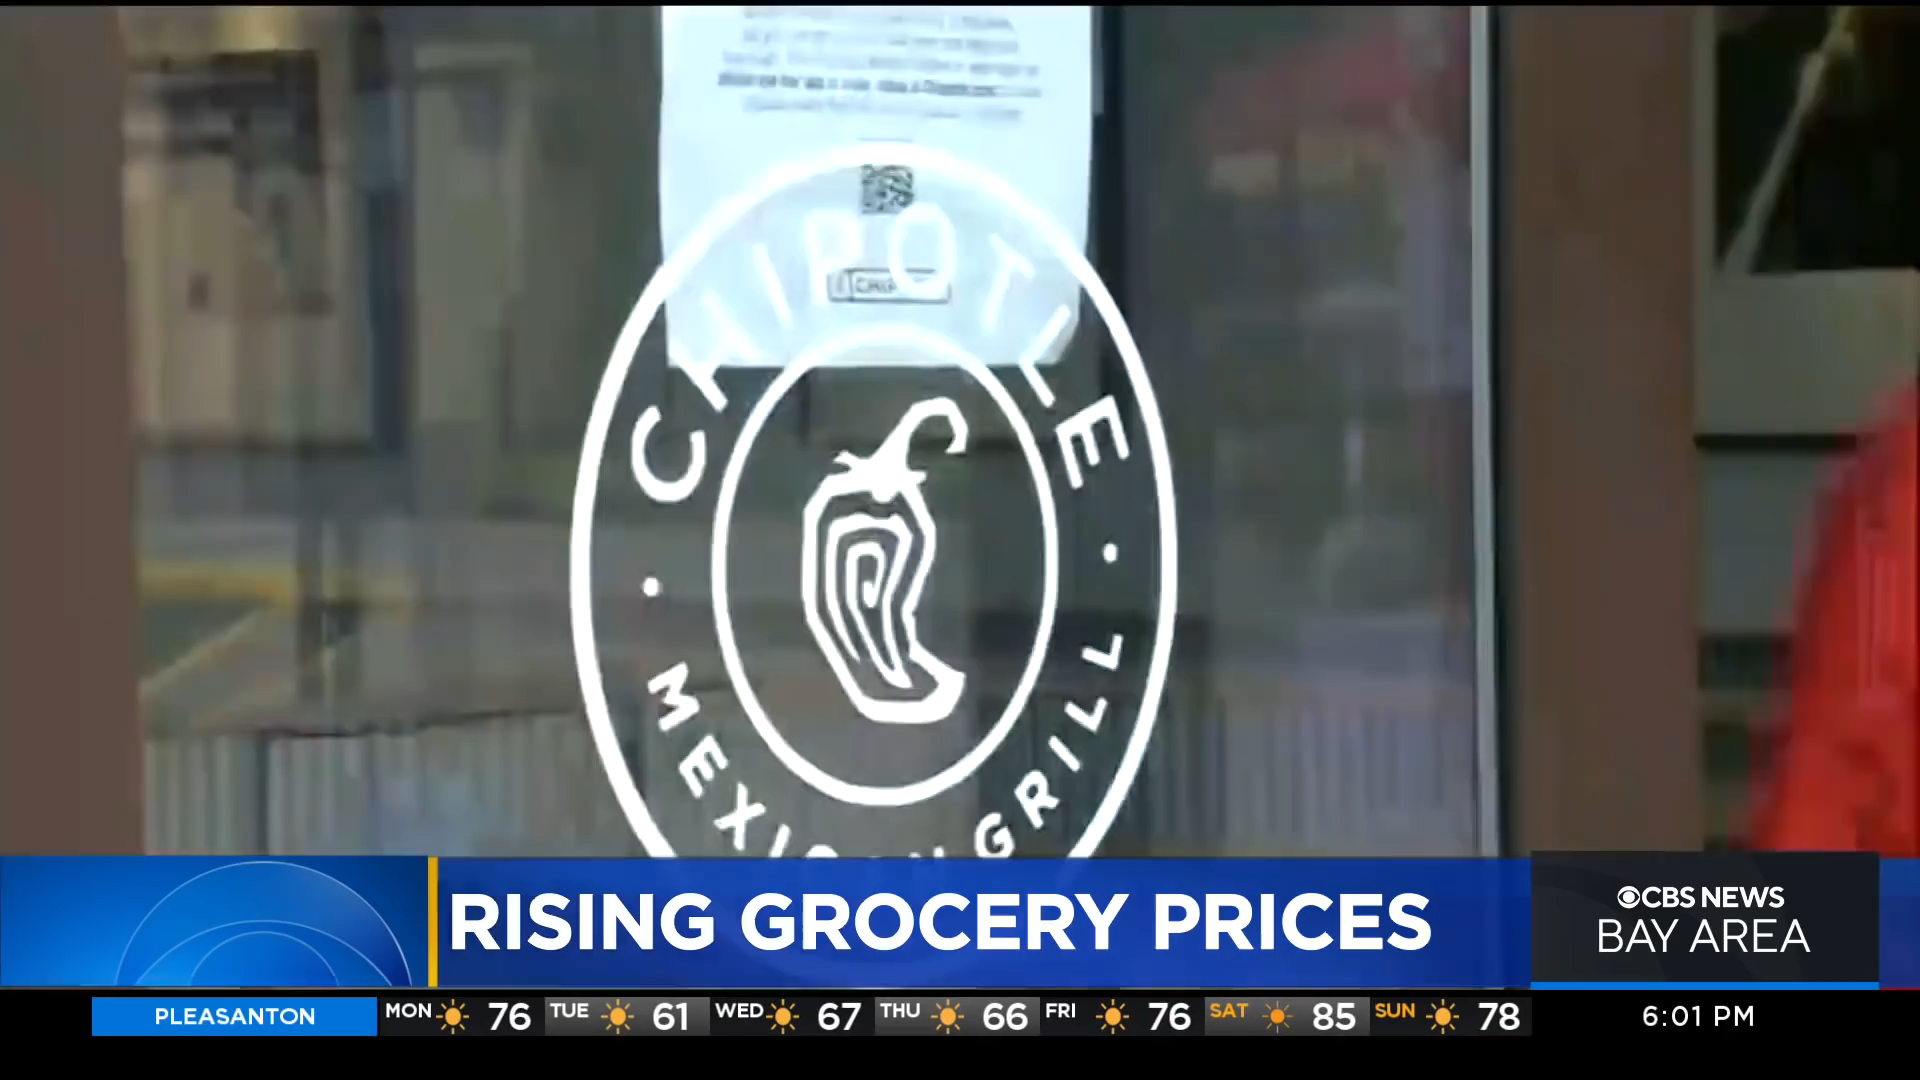 CHIPOTLE
MEXICAN GRILL
RISING GROCERY PRICES
CBS NEWS
BAY AREA
PLEASANTON MON 76 TUE 61 WED 67 THU 66 FRI 76 SAT 85 SUN 78
6:01 PM